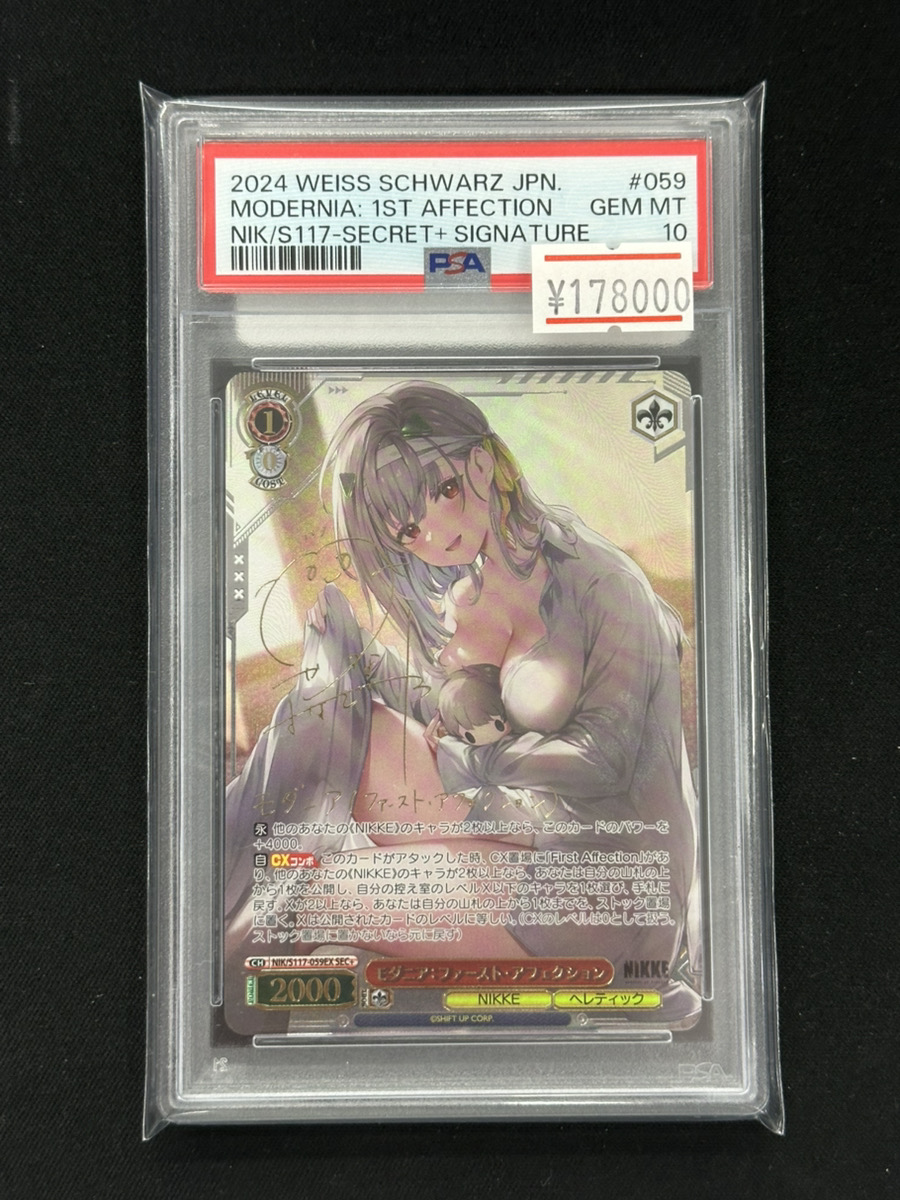 2024 WEISS SCHWARZ JPN. #059
MODERNIA: 1ST AFFECTION GEM MT
NIK/S117-SECRET+ SIGNATURE 10
PSA
¥178000
LEVEL
1
0
COST
モダニア(ファースト・アフェクション)
永 他のあなたの《NIKKE》のキャラが2枚以上なら、このカードのパワーを
+4000。
自 CXコンボ このカードがアタックした時、CX置場に「First Affection」があ
り、他のあなたの《NIKKE》のキャラが2枚以上なら、あなたは自分の山札の上
から1枚を公開し、自分の控え室のレベルX以下のキャラを1枚選び、手札に
戻す。Xが2以上なら、あなたは自分の山札の上から1枚までを、ストック置場
に置く。Xは公開されたカードのレベルに等しい。(CXのレベルは0として扱う。
ストック置場に置かないなら元に戻す)
CH NIK/S117-059EX SEC+ モダニア:ファースト・アフェクション NIKKE
POWER 2000 SOUL NIKKE ヘレティック
©SHIFT UP CORP.
PSA